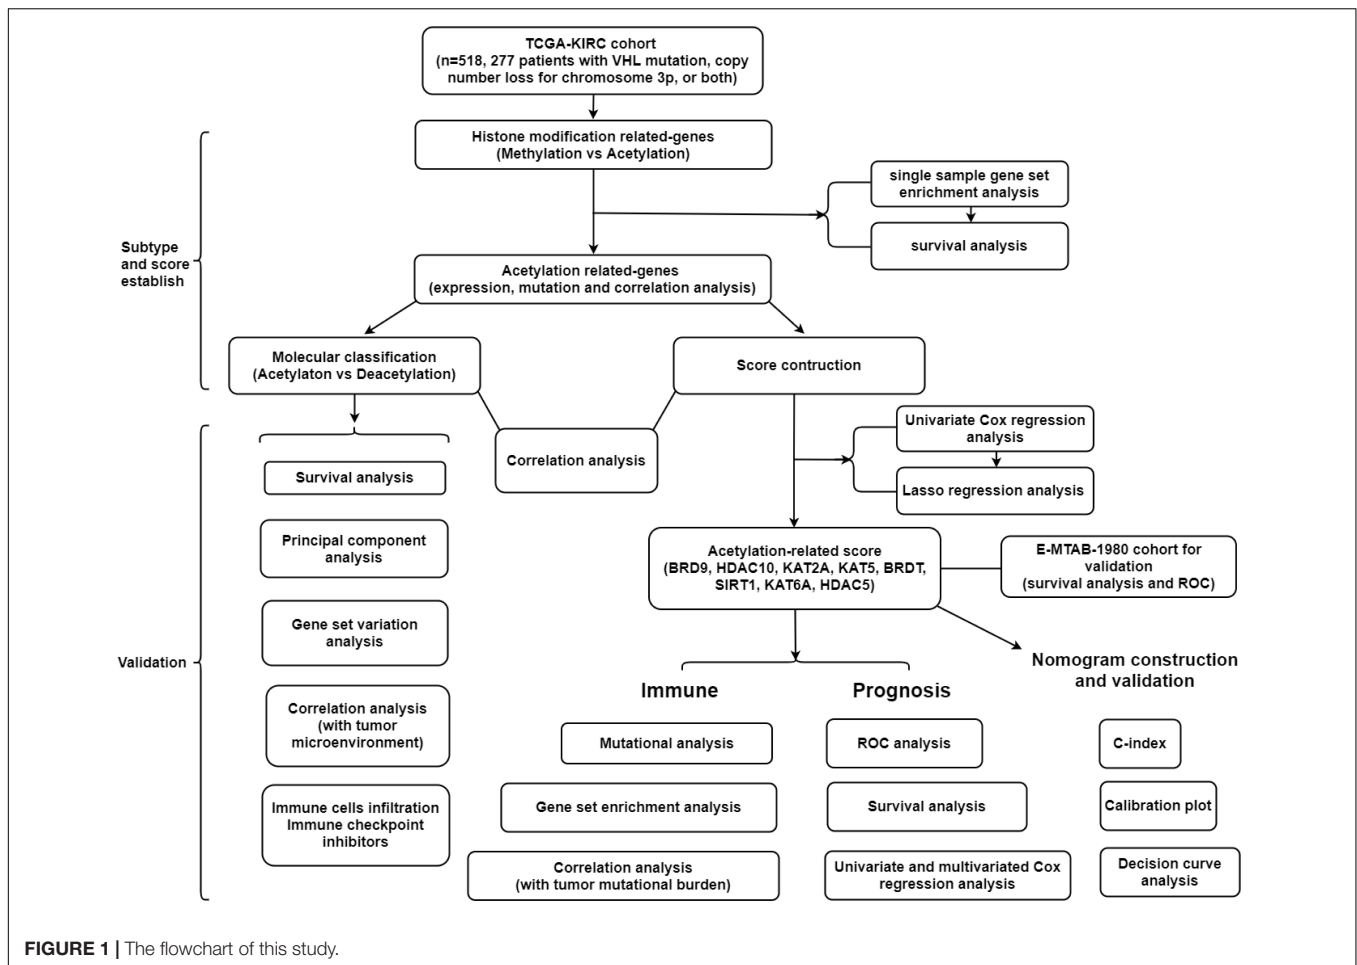 TCGA-KIRC cohort
(n=518, 277 patients with VHL mutation, copy
number loss for chromosome 3p, or both)
Histone modification related-genes
(Methylation vs Acetylation)
single sample gene set
enrichment analysis
survival analysis
Subtype
and score
establish
Acetylation related-genes
(expression, mutation and correlation analysis)
Molecular classification
(Acetylaton vs Deacetylation)
Score contruction
Correlation analysis
Univariate Cox regression
analysis
Lasso regression analysis
Survival analysis
Principal component
analysis
Gene set variation
analysis
Correlation analysis
(with tumor
microenvironment)
Immune cells infiltration
Immune checkpoint
inhibitors
Validation
Acetylation-related score
(BRD9, HDAC10, KAT2A, KAT5, BRDT,
SIRT1, KAT6A, HDAC5)
E-MTAB-1980 cohort for
validation
(survival analysis and ROC)
Immune
Mutational analysis
Gene set enrichment analysis
Correlation analysis
(with tumor mutational burden)
Prognosis
ROC analysis
Survival analysis
Univariate and multivariated Cox
regression analysis
Nomogram construction
and validation
C-index
Calibration plot
Decision curve
analysis
FIGURE 1 | The flowchart of this study.